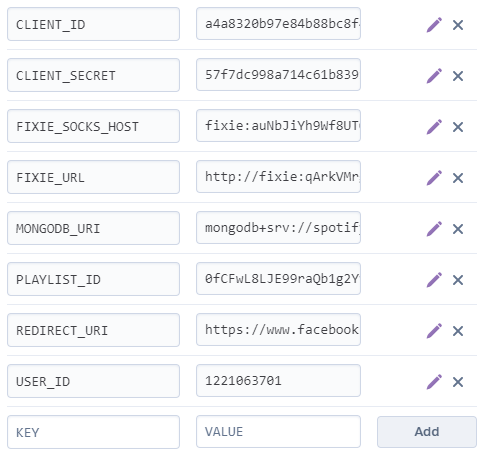 CLIENT_ID a4a8320b97e84b88bc8f
CLIENT_SECRET 57f7dc998a714c61b839
FIXIE_SOCKS_HOST fixie:auNbJiYh9Wf8UT
FIXIE_URL http://fixie:qArkVMr
MONGODB_URI mongodb+srv://spotif
PLAYLIST_ID 0fCFwL8LJE99raQb1g2Y
REDIRECT_URI https://www.facebook
USER_ID 1221063701
KEY VALUE Add